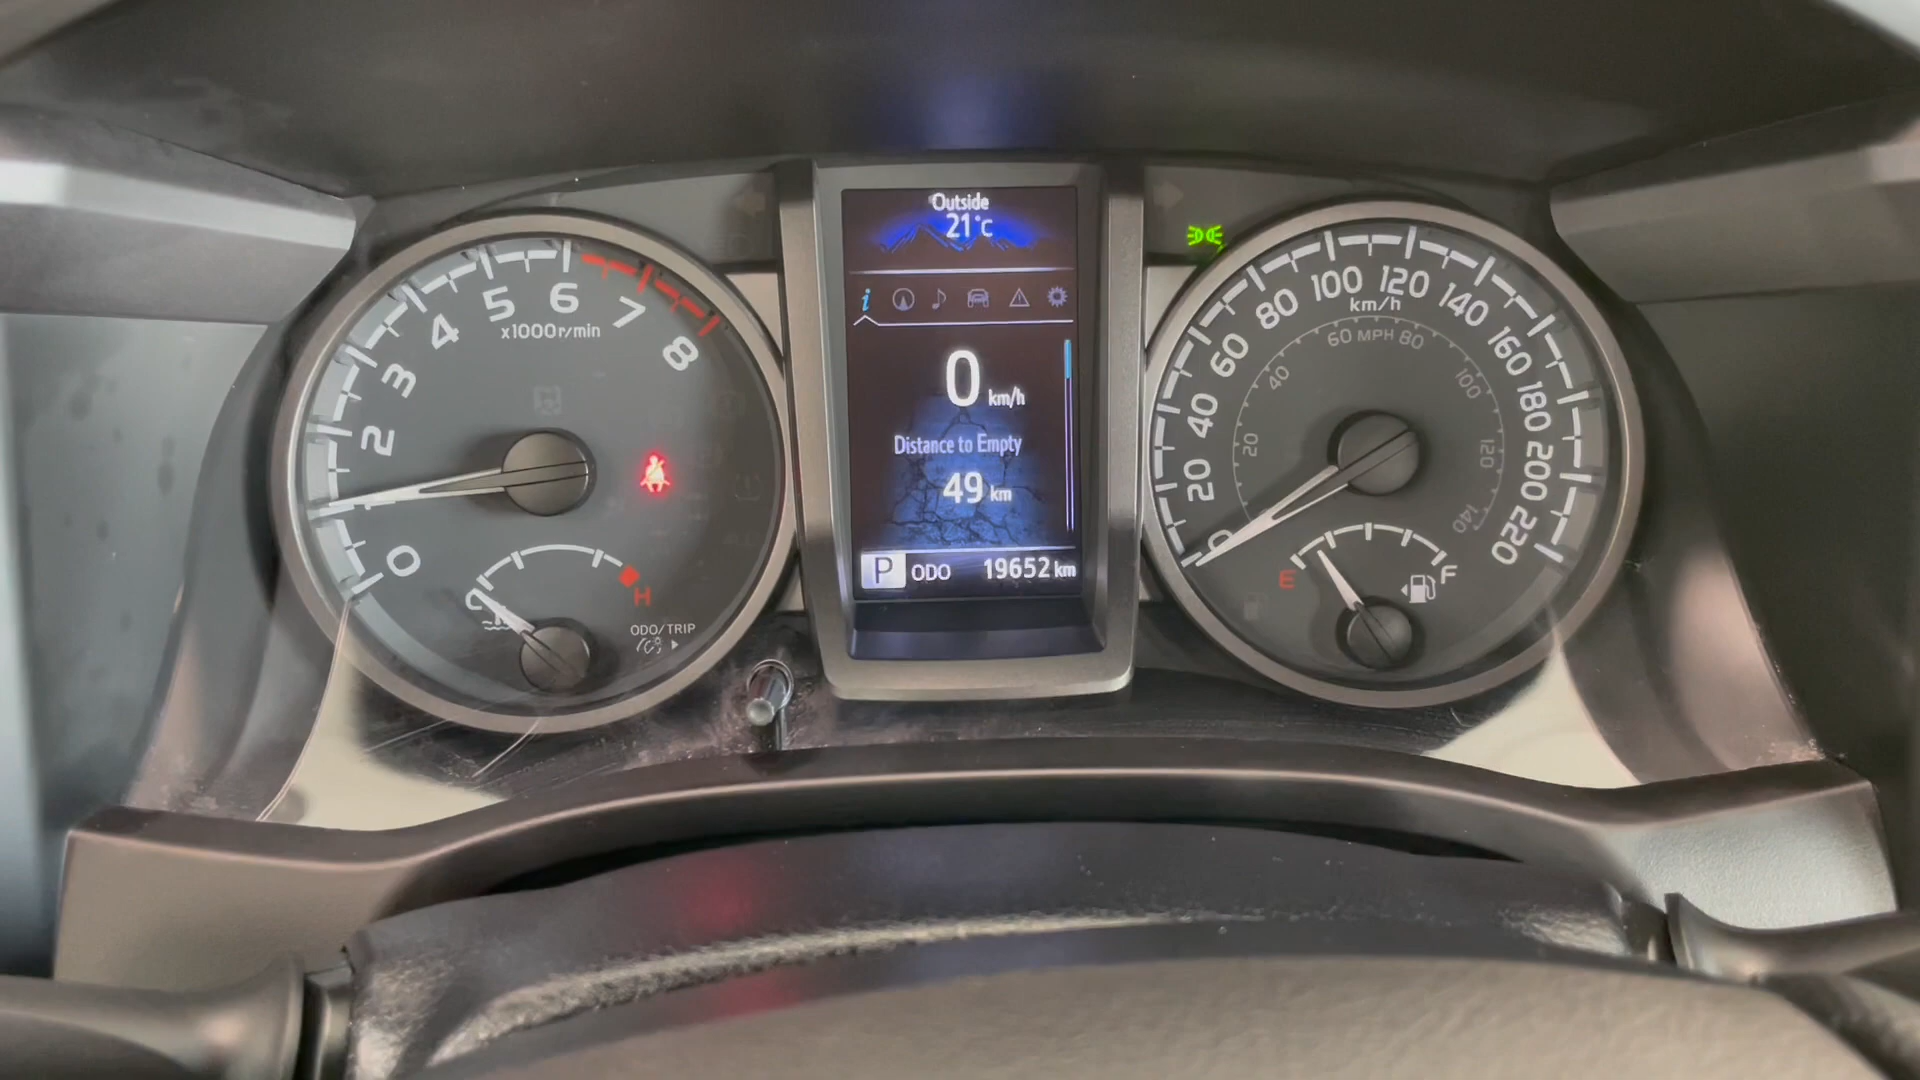 Outside
21°C
i
0 km/h
Distance to Empty
49 km
P ODO 19652 km
0
2
3
4
5
6
7
8
x1000r/min
H
ODO/TRIP
0
20
40
60
80
100
120
140
160
180
200
220
km/h
20
40
60 MPH 80
100
120
140
E
F